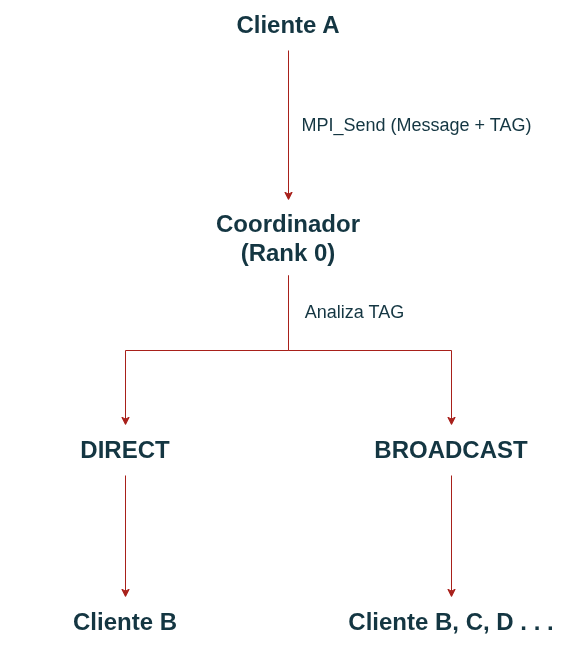 Cliente A
MPI_Send (Message + TAG)
Coordinador
(Rank 0)
Analiza TAG
DIRECT
BROADCAST
Cliente B
Cliente B, C, D . . .